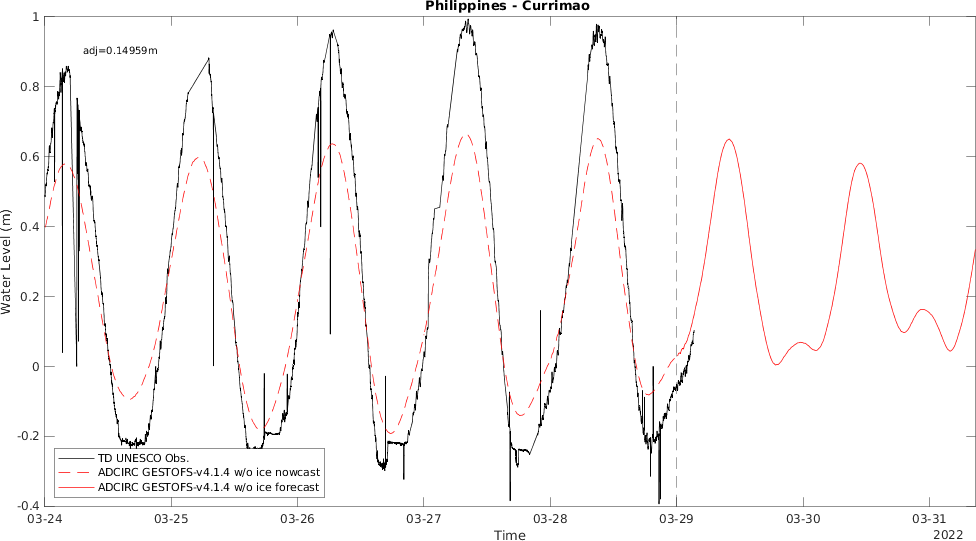 Philippines - Currimao
adj=0.14959m
1
0.8
0.6
0.4
0.2
0
-0.2
-0.4
Water Level (m)
TD UNESCO Obs.
ADCIRC GESTOFS-v4.1.4 w/o ice nowcast
ADCIRC GESTOFS-v4.1.4 w/o ice forecast
03-24 03-25 03-26 03-27 03-28 03-29 03-30 03-31
Time
2022